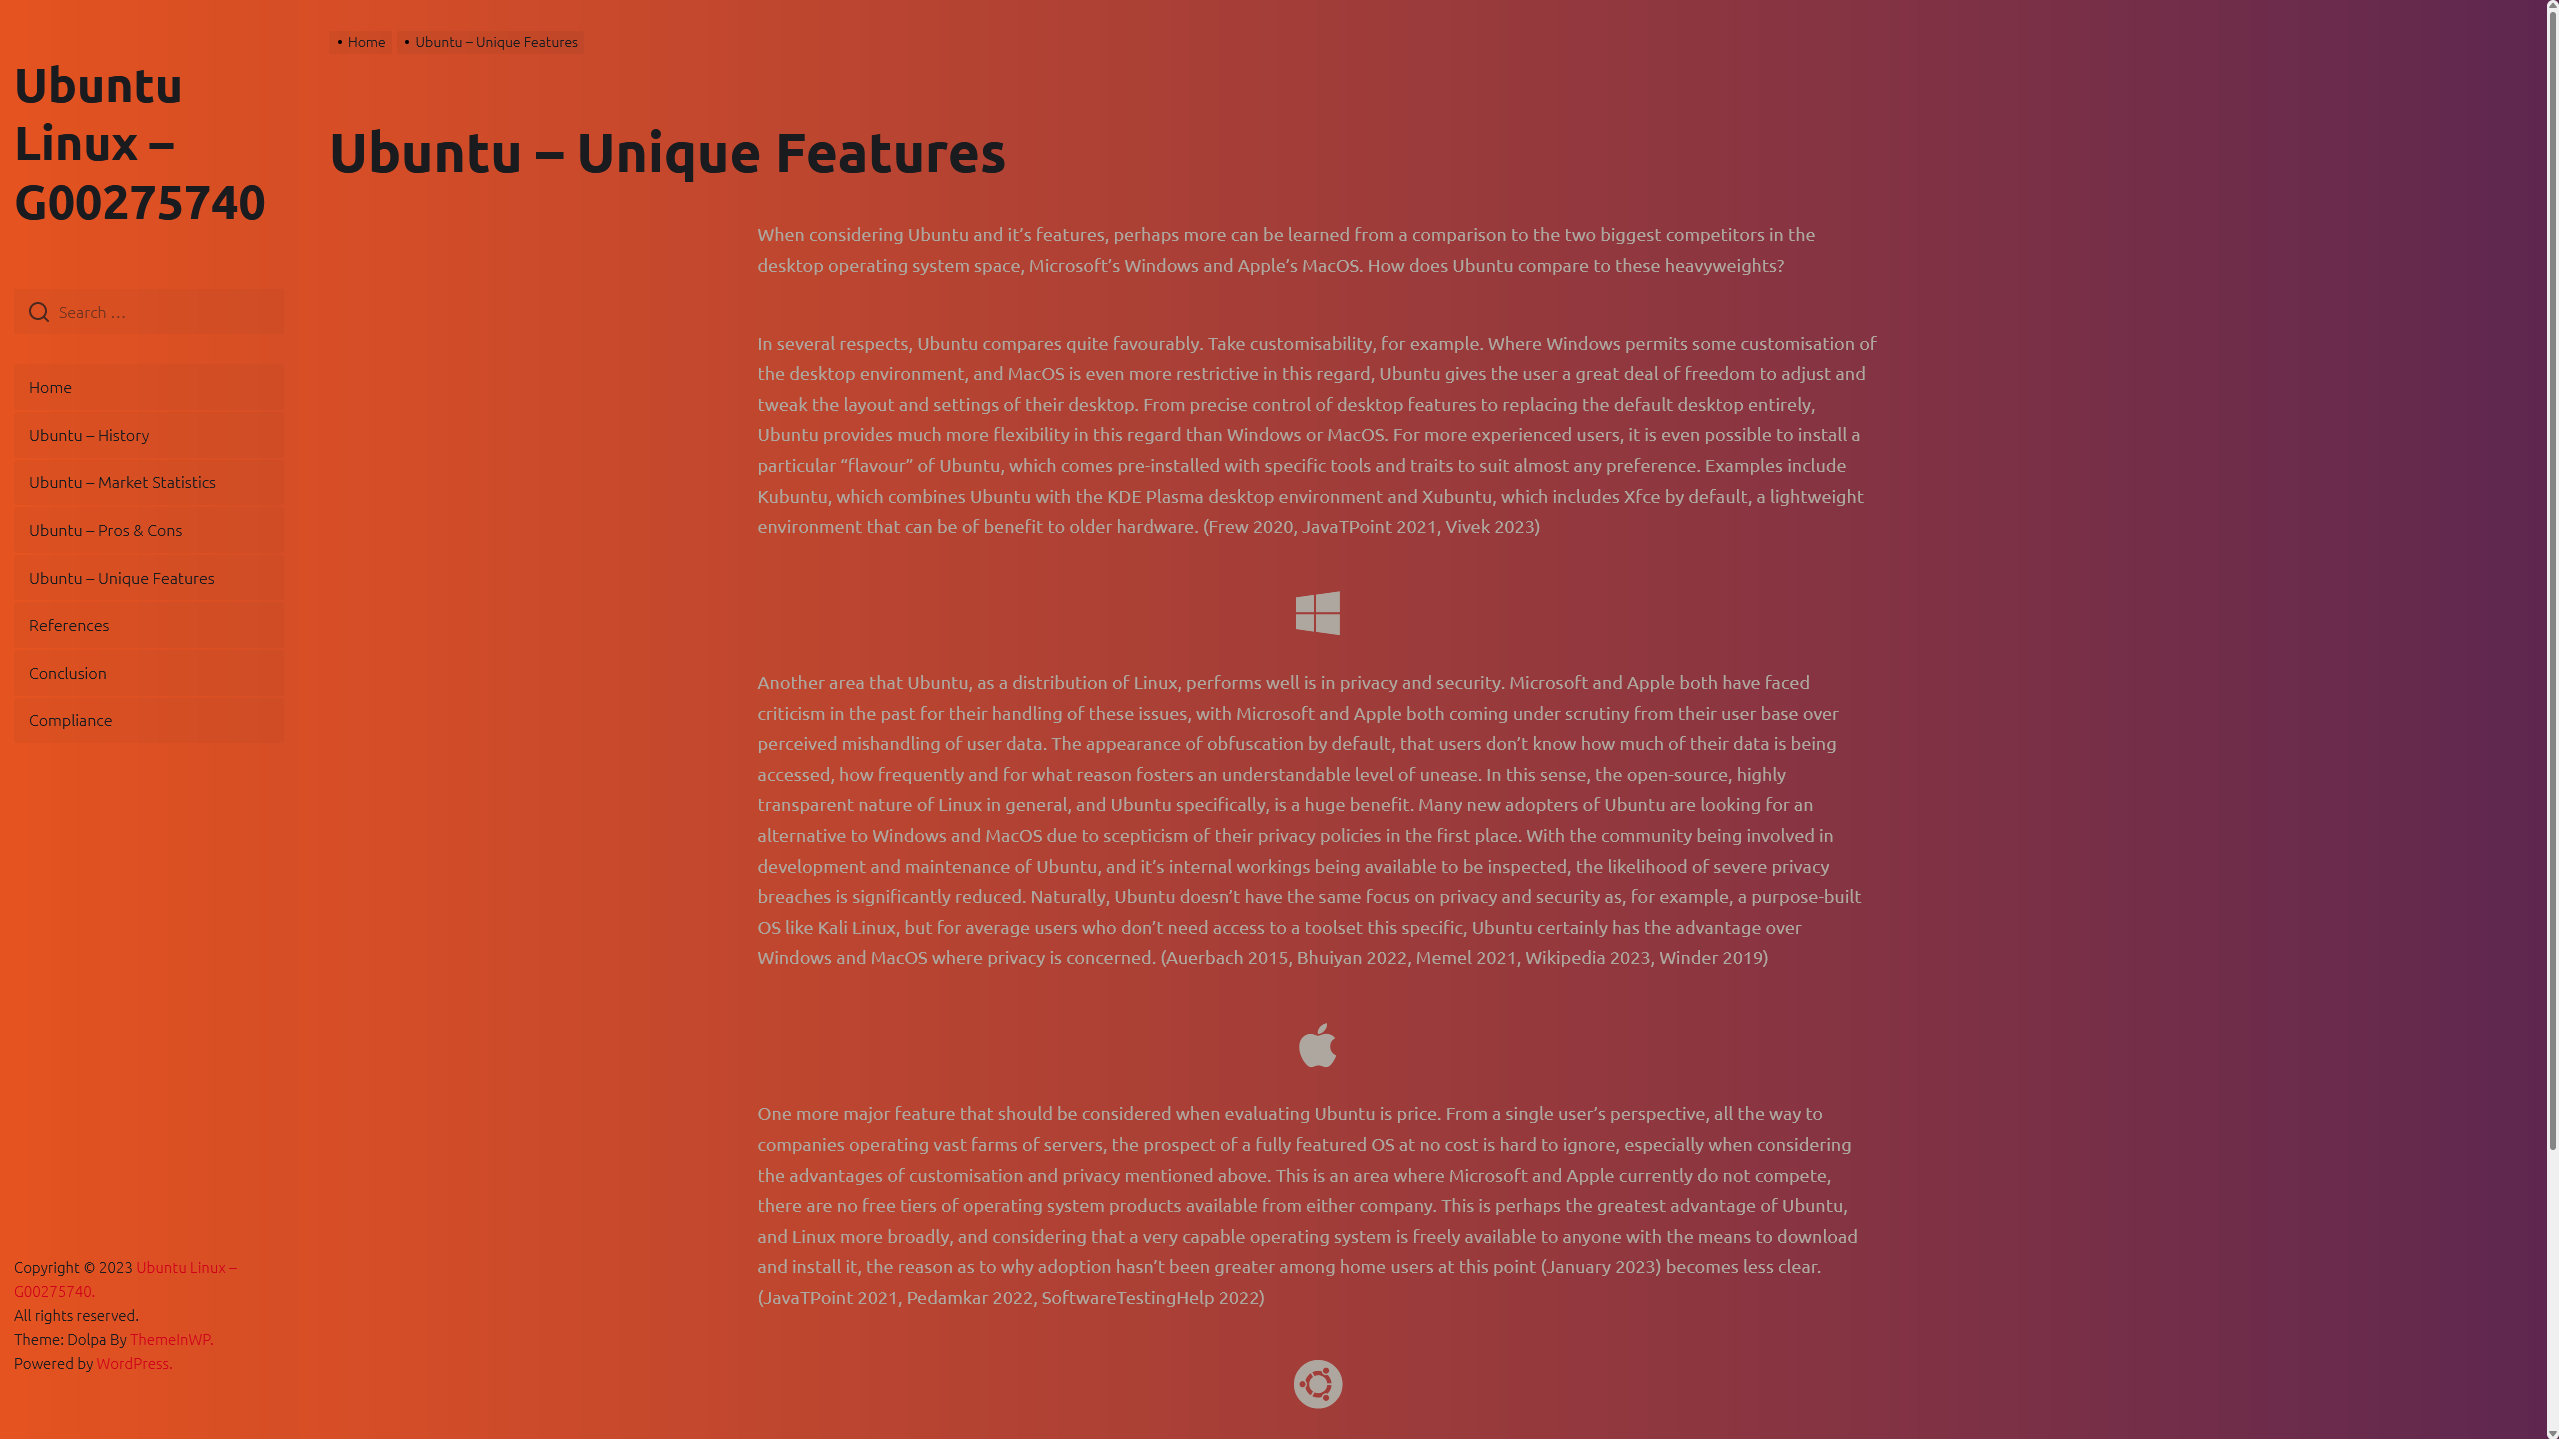 Ubuntu
Linux –
G00275740
Search …
Home
Ubuntu – History
Ubuntu – Market Statistics
Ubuntu – Pros & Cons
Ubuntu – Unique Features
References
Conclusion
Compliance
Copyright © 2023 Ubuntu Linux –
G00275740.
All rights reserved.
Theme: Dolpa By ThemeInWP.
Powered by WordPress.
• Home • Ubuntu – Unique Features
Ubuntu – Unique Features
When considering Ubuntu and it’s features, perhaps more can be learned from a comparison to the two biggest competitors in the
desktop operating system space, Microsoft’s Windows and Apple’s MacOS. How does Ubuntu compare to these heavyweights?
In several respects, Ubuntu compares quite favourably. Take customisability, for example. Where Windows permits some customisation of
the desktop environment, and MacOS is even more restrictive in this regard, Ubuntu gives the user a great deal of freedom to adjust and
tweak the layout and settings of their desktop. From precise control of desktop features to replacing the default desktop entirely,
Ubuntu provides much more flexibility in this regard than Windows or MacOS. For more experienced users, it is even possible to install a
particular “flavour” of Ubuntu, which comes pre-installed with specific tools and traits to suit almost any preference. Examples include
Kubuntu, which combines Ubuntu with the KDE Plasma desktop environment and Xubuntu, which includes Xfce by default, a lightweight
environment that can be of benefit to older hardware. (Frew 2020, JavaTPoint 2021, Vivek 2023)
Another area that Ubuntu, as a distribution of Linux, performs well is in privacy and security. Microsoft and Apple both have faced
criticism in the past for their handling of these issues, with Microsoft and Apple both coming under scrutiny from their user base over
perceived mishandling of user data. The appearance of obfuscation by default, that users don’t know how much of their data is being
accessed, how frequently and for what reason fosters an understandable level of unease. In this sense, the open-source, highly
transparent nature of Linux in general, and Ubuntu specifically, is a huge benefit. Many new adopters of Ubuntu are looking for an
alternative to Windows and MacOS due to scepticism of their privacy policies in the first place. With the community being involved in
development and maintenance of Ubuntu, and it’s internal workings being available to be inspected, the likelihood of severe privacy
breaches is significantly reduced. Naturally, Ubuntu doesn’t have the same focus on privacy and security as, for example, a purpose-built
OS like Kali Linux, but for average users who don’t need access to a toolset this specific, Ubuntu certainly has the advantage over
Windows and MacOS where privacy is concerned. (Auerbach 2015, Bhuiyan 2022, Memel 2021, Wikipedia 2023, Winder 2019)
One more major feature that should be considered when evaluating Ubuntu is price. From a single user’s perspective, all the way to
companies operating vast farms of servers, the prospect of a fully featured OS at no cost is hard to ignore, especially when considering
the advantages of customisation and privacy mentioned above. This is an area where Microsoft and Apple currently do not compete,
there are no free tiers of operating system products available from either company. This is perhaps the greatest advantage of Ubuntu,
and Linux more broadly, and considering that a very capable operating system is freely available to anyone with the means to download
and install it, the reason as to why adoption hasn’t been greater among home users at this point (January 2023) becomes less clear.
(JavaTPoint 2021, Pedamkar 2022, SoftwareTestingHelp 2022)